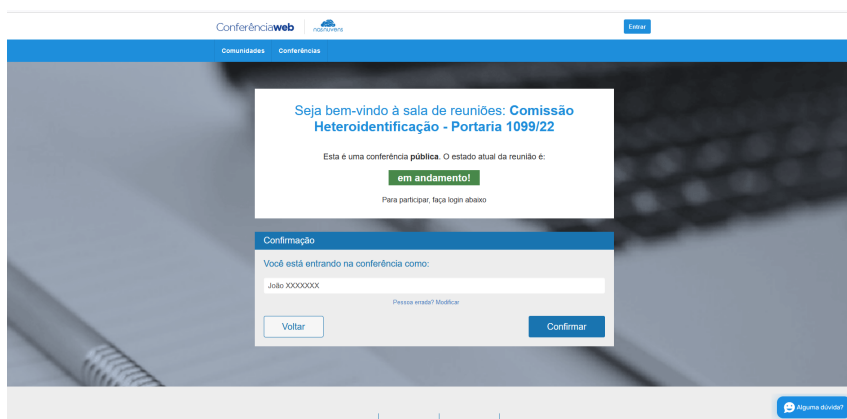 Conferênciaweb
nasnuvens
Entrar
Comunidades Conferências
Seja bem-vindo à sala de reuniões: Comissão
Heteroidentificação - Portaria 1099/22
Esta é uma conferência pública. O estado atual da reunião é:
em andamento!
Para participar, faça login abaixo
Confirmação
Você está entrando na conferência como:
João XXXXXXX
Pessoa errada? Modificar
Voltar Confirmar
Alguma dúvida?